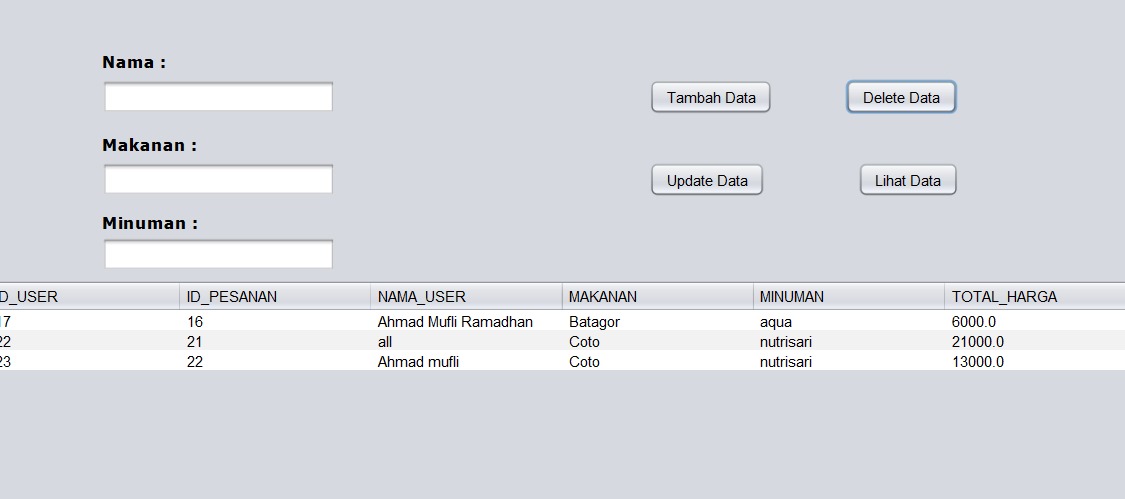 Nama :
Tambah Data Delete Data
Makanan :
Update Data Lihat Data
Minuman :
D_USER ID_PESANAN NAMA_USER MAKANAN MINUMAN TOTAL_HARGA
17 16 Ahmad Mufli Ramadhan Batagor aqua 6000.0
22 21 all Coto nutrisari 21000.0
23 22 Ahmad mufli Coto nutrisari 13000.0